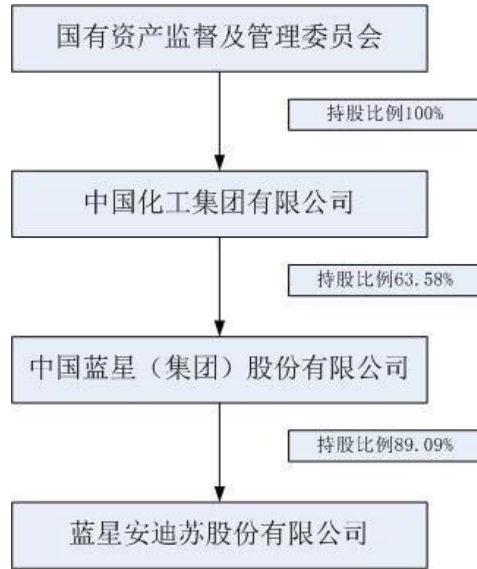 国有资产监督及管理委员会
持股比例100%
中国化工集团有限公司
持股比例63.58%
中国蓝星（集团）股份有限公司
持股比例89.09%
蓝星安迪苏股份有限公司